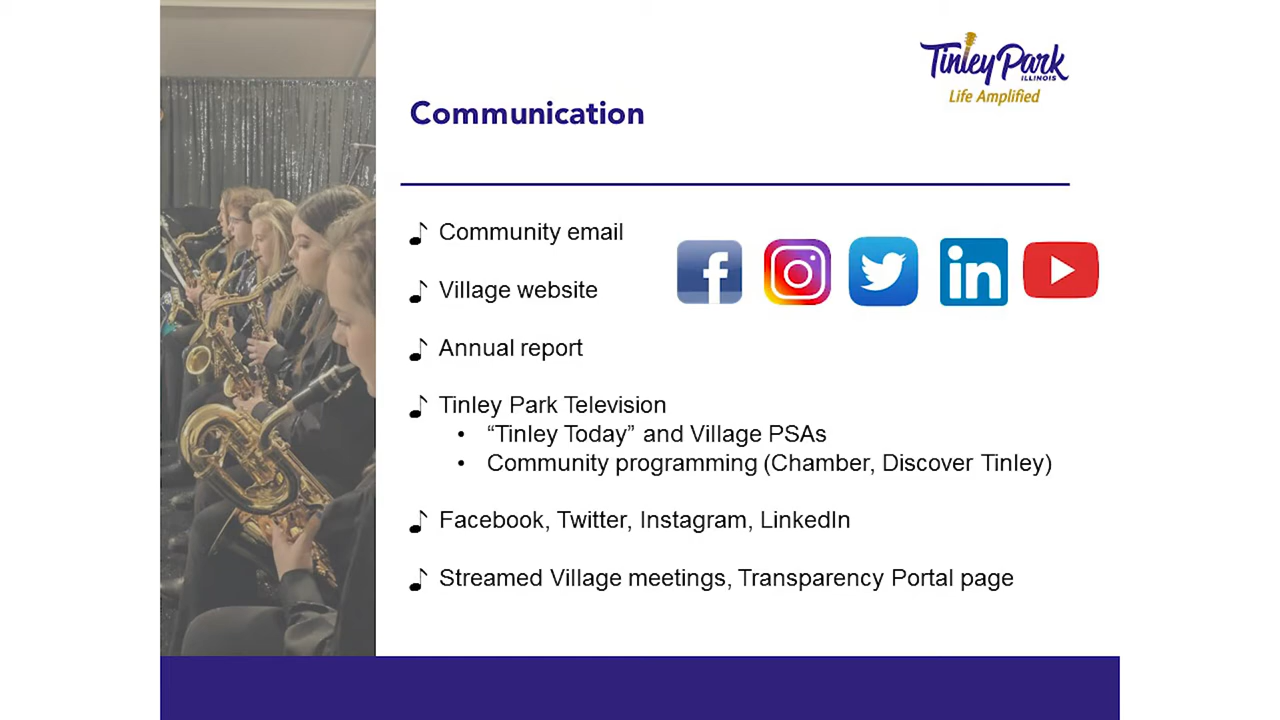 Tinley Park
ILLINOIS
Life Amplified
Communication
Community email
Village website
Annual report
Tinley Park Television
• “Tinley Today” and Village PSAs
• Community programming (Chamber, Discover Tinley)
Facebook, Twitter, Instagram, LinkedIn
Streamed Village meetings, Transparency Portal page
f
in